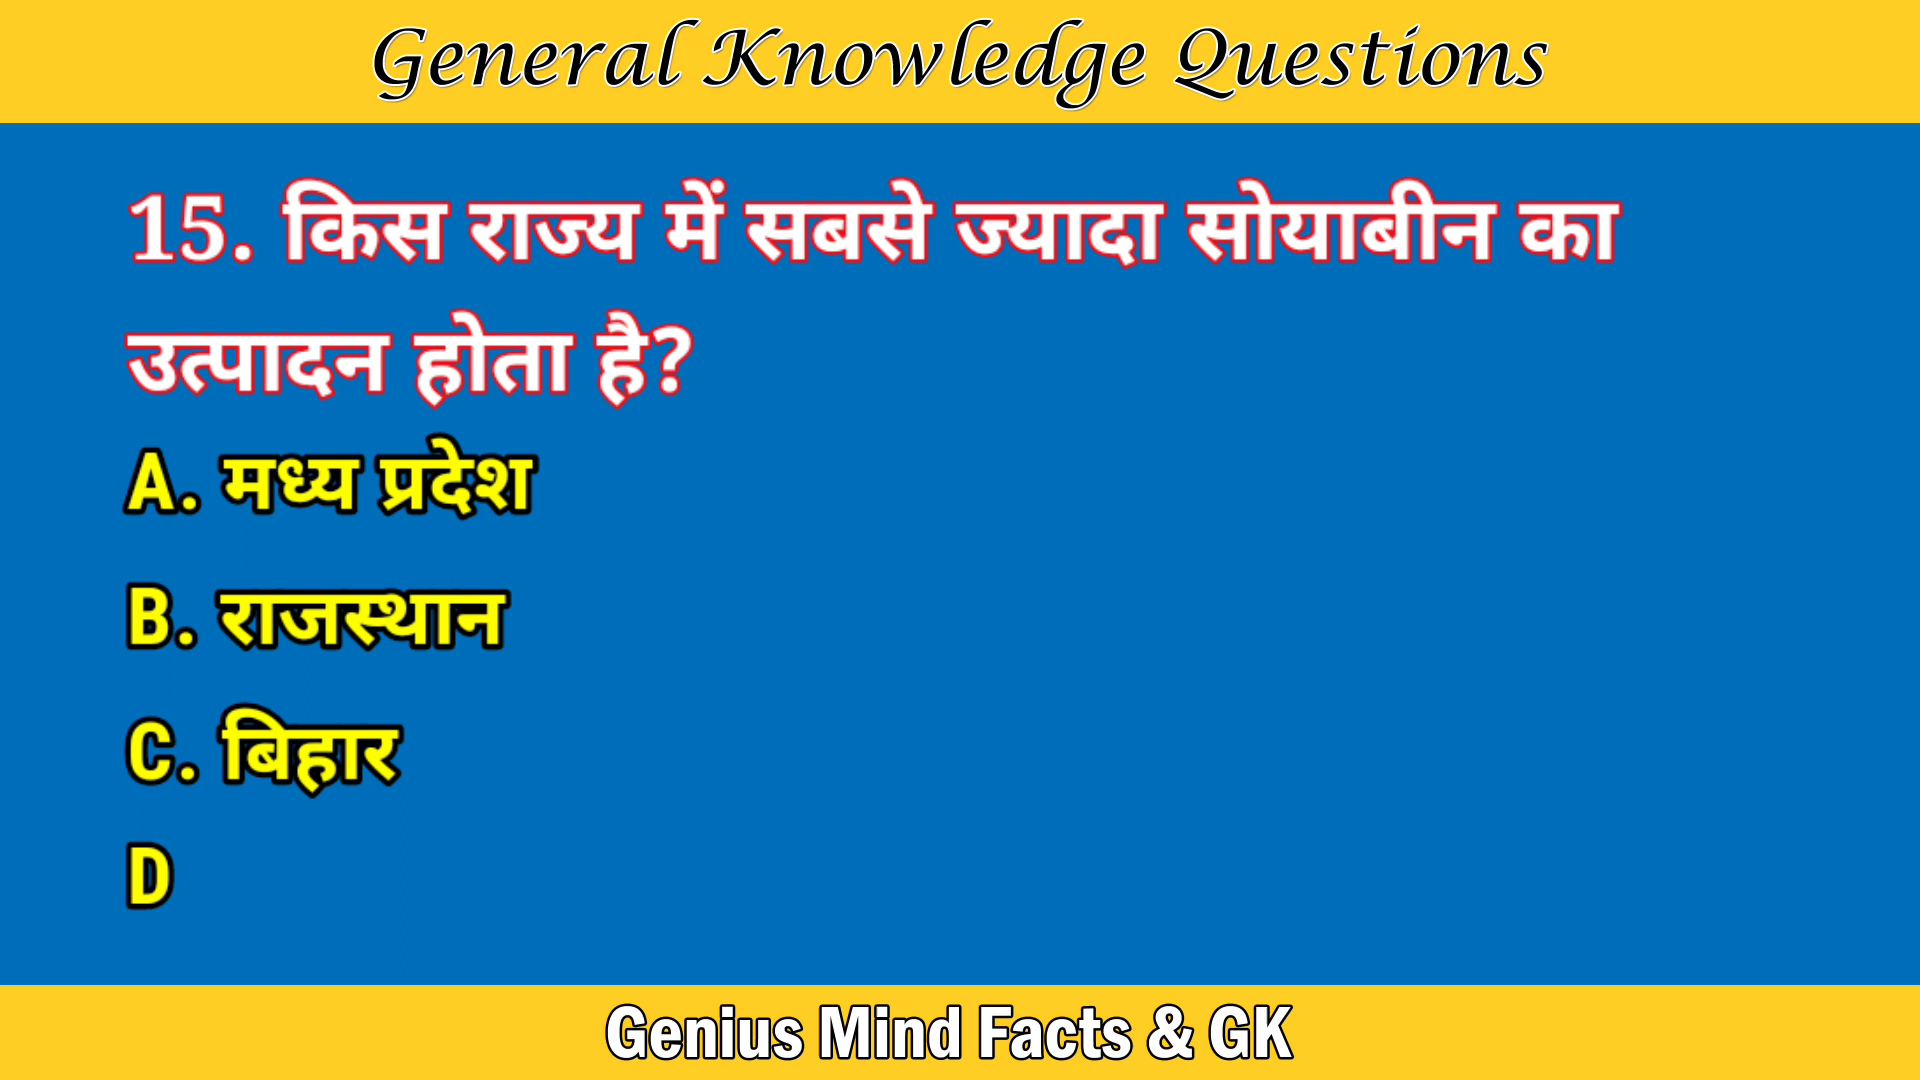 General Knowledge Questions
15. किस राज्य में सबसे ज्यादा सोयाबीन का
उत्पादन होता है?
A. मध्य प्रदेश
B. राजस्थान
C. बिहार
D
Genius Mind Facts & GK